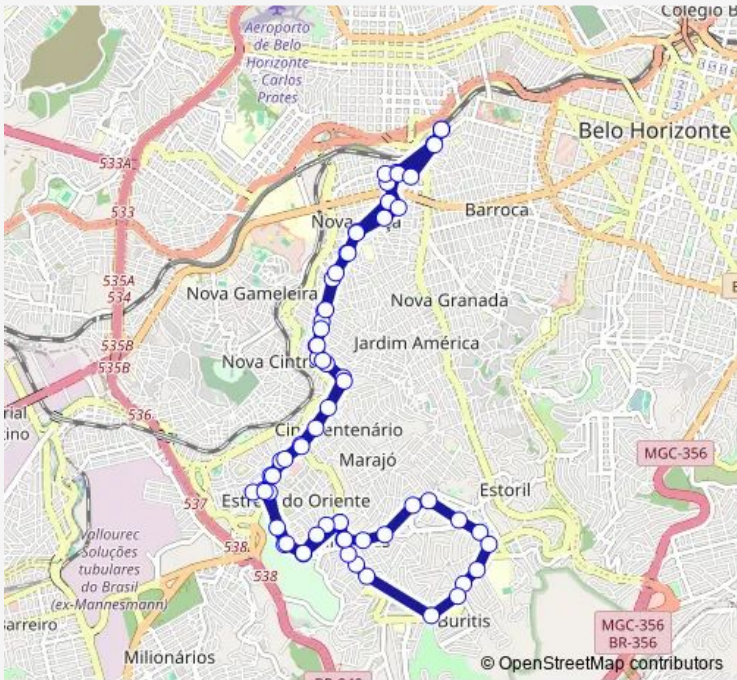 Colégio B
Aeroporto
de Belo
Horizonte
- Carlos
Prates
533A
Belo Horizonte
533
Barroca
535A
534
Nova Gameleira
Nova Granada
535B
535B
Jardim América
Nova Cintra
536
rial
tino
Marajó
MGC-356
537
Estoril
Vallourec
Soluções
tubulares
do Brasil
(ex-Mannesmann)
538
Barreiro
Buritis
MGC-356
BR-356
Milionários
© OpenStreetMap contributors